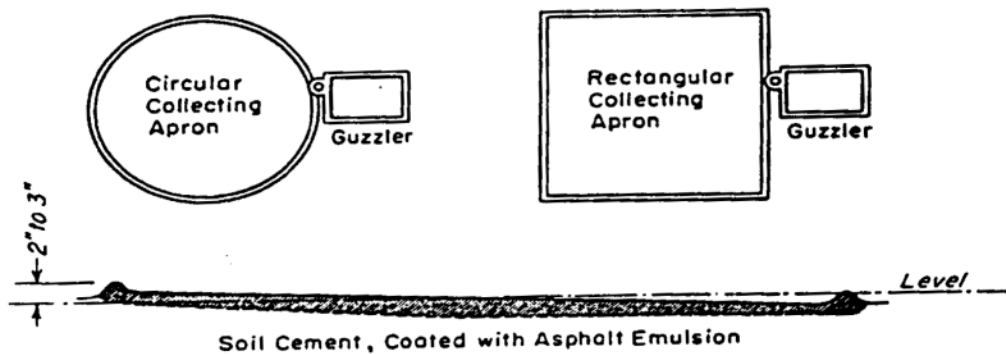 Circular
Collecting
Apron
Guzzler
Rectangular
Collecting
Apron
Guzzler
2" to 3"
Level
Soil Cement, Coated with Asphalt Emulsion